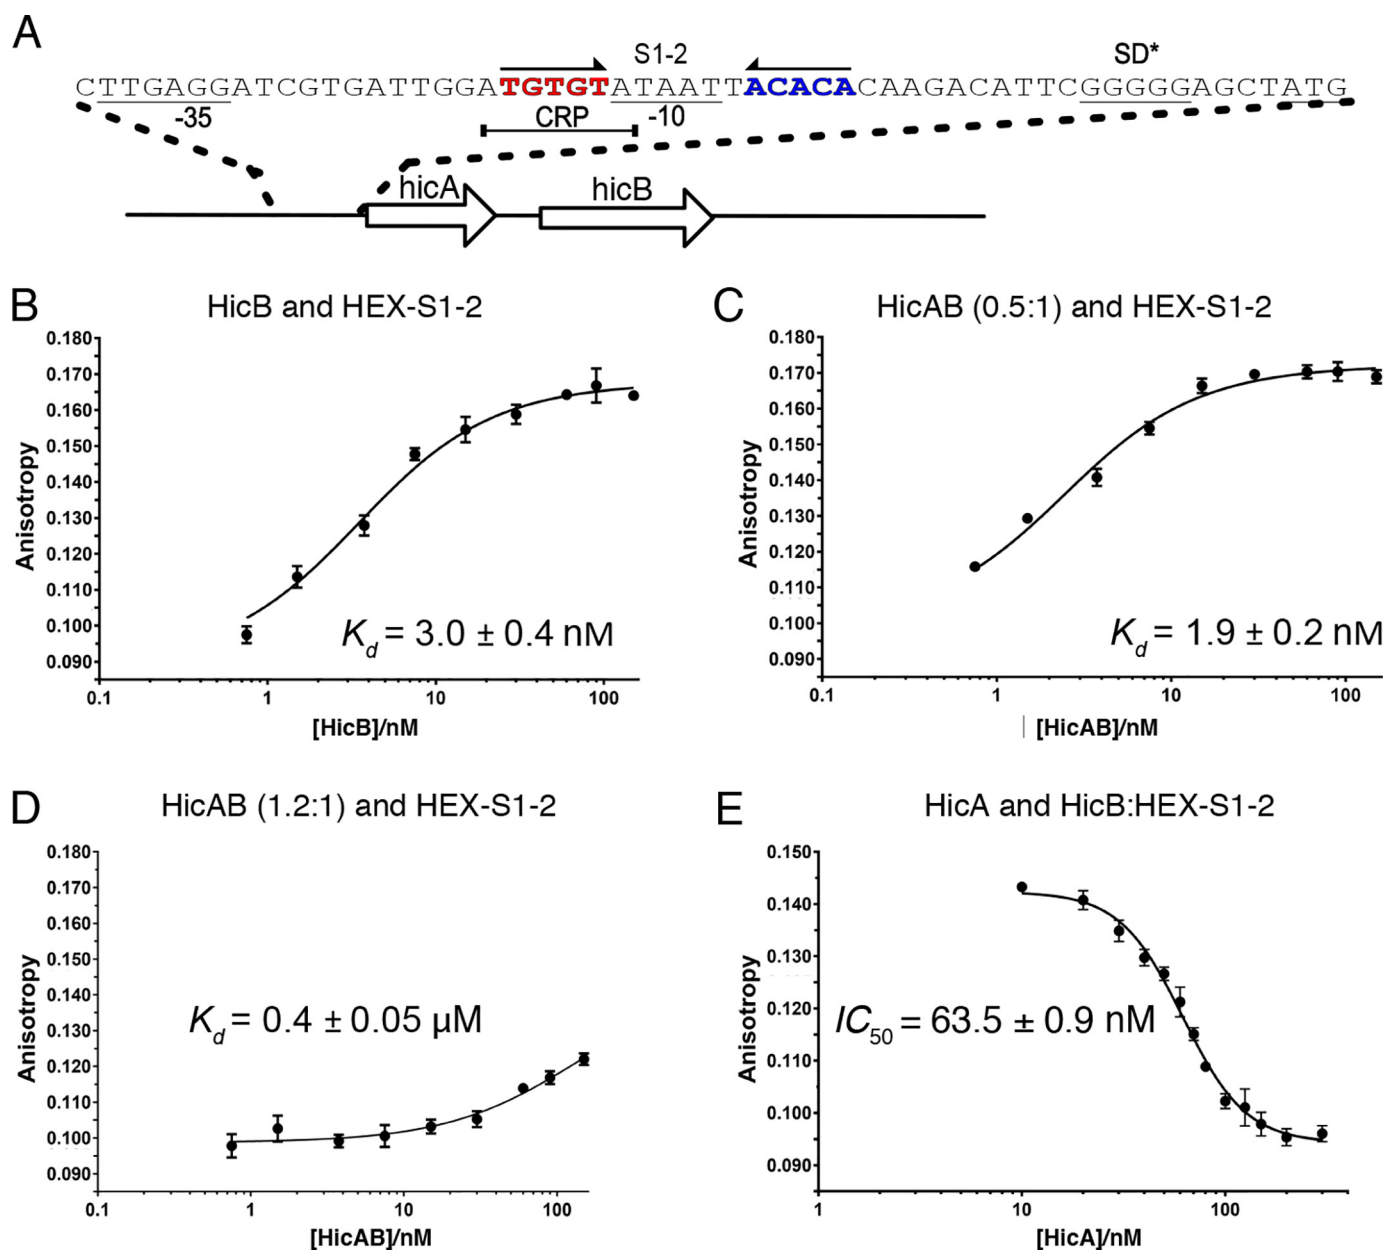 A
S1-2
SD*
CTTGAGGATCGTGATTGGATGTGTATAATTACACACAAGACATTCGGGGGAGCTATG
-35
CRP
-10
hicA
hicB
B
HicB and HEX-S1-2
0.180
0.170
0.160
0.150
0.140
0.130
0.120
0.110
0.100
0.090
Anisotropy
Kd = 3.0 ± 0.4 nM
0.1
1
10
100
[HicB]/nM
C
HicAB (0.5:1) and HEX-S1-2
0.180
0.170
0.160
0.150
0.140
0.130
0.120
0.110
0.100
0.090
Anisotropy
Kd = 1.9 ± 0.2 nM
0.1
1
10
100
[HicAB]/nM
D
HicAB (1.2:1) and HEX-S1-2
0.180
0.170
0.160
0.150
0.140
0.130
0.120
0.110
0.100
0.090
Anisotropy
Kd = 0.4 ± 0.05 µM
0.1
1
10
100
[HicAB]/nM
E
HicA and HicB:HEX-S1-2
0.150
0.140
0.130
0.120
0.110
0.100
0.090
Anisotropy
IC50 = 63.5 ± 0.9 nM
1
10
100
[HicA]/nM